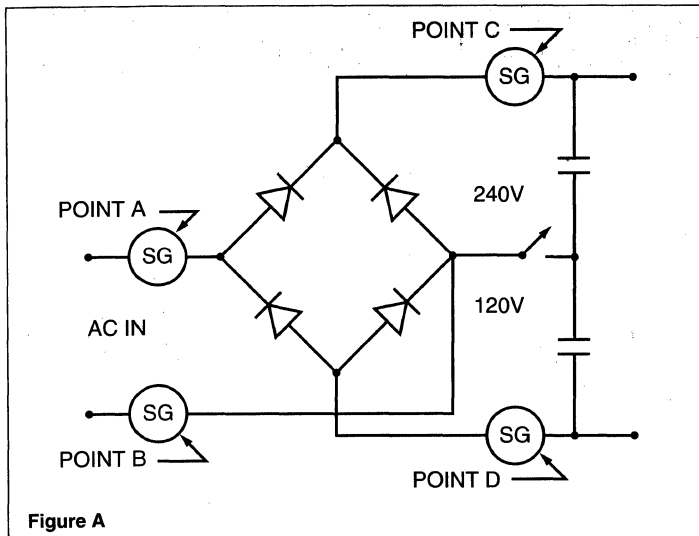 POINT C
SG
240V
POINT A
SG
AC IN
120V
SG
SG
POINT B
POINT D
Figure A